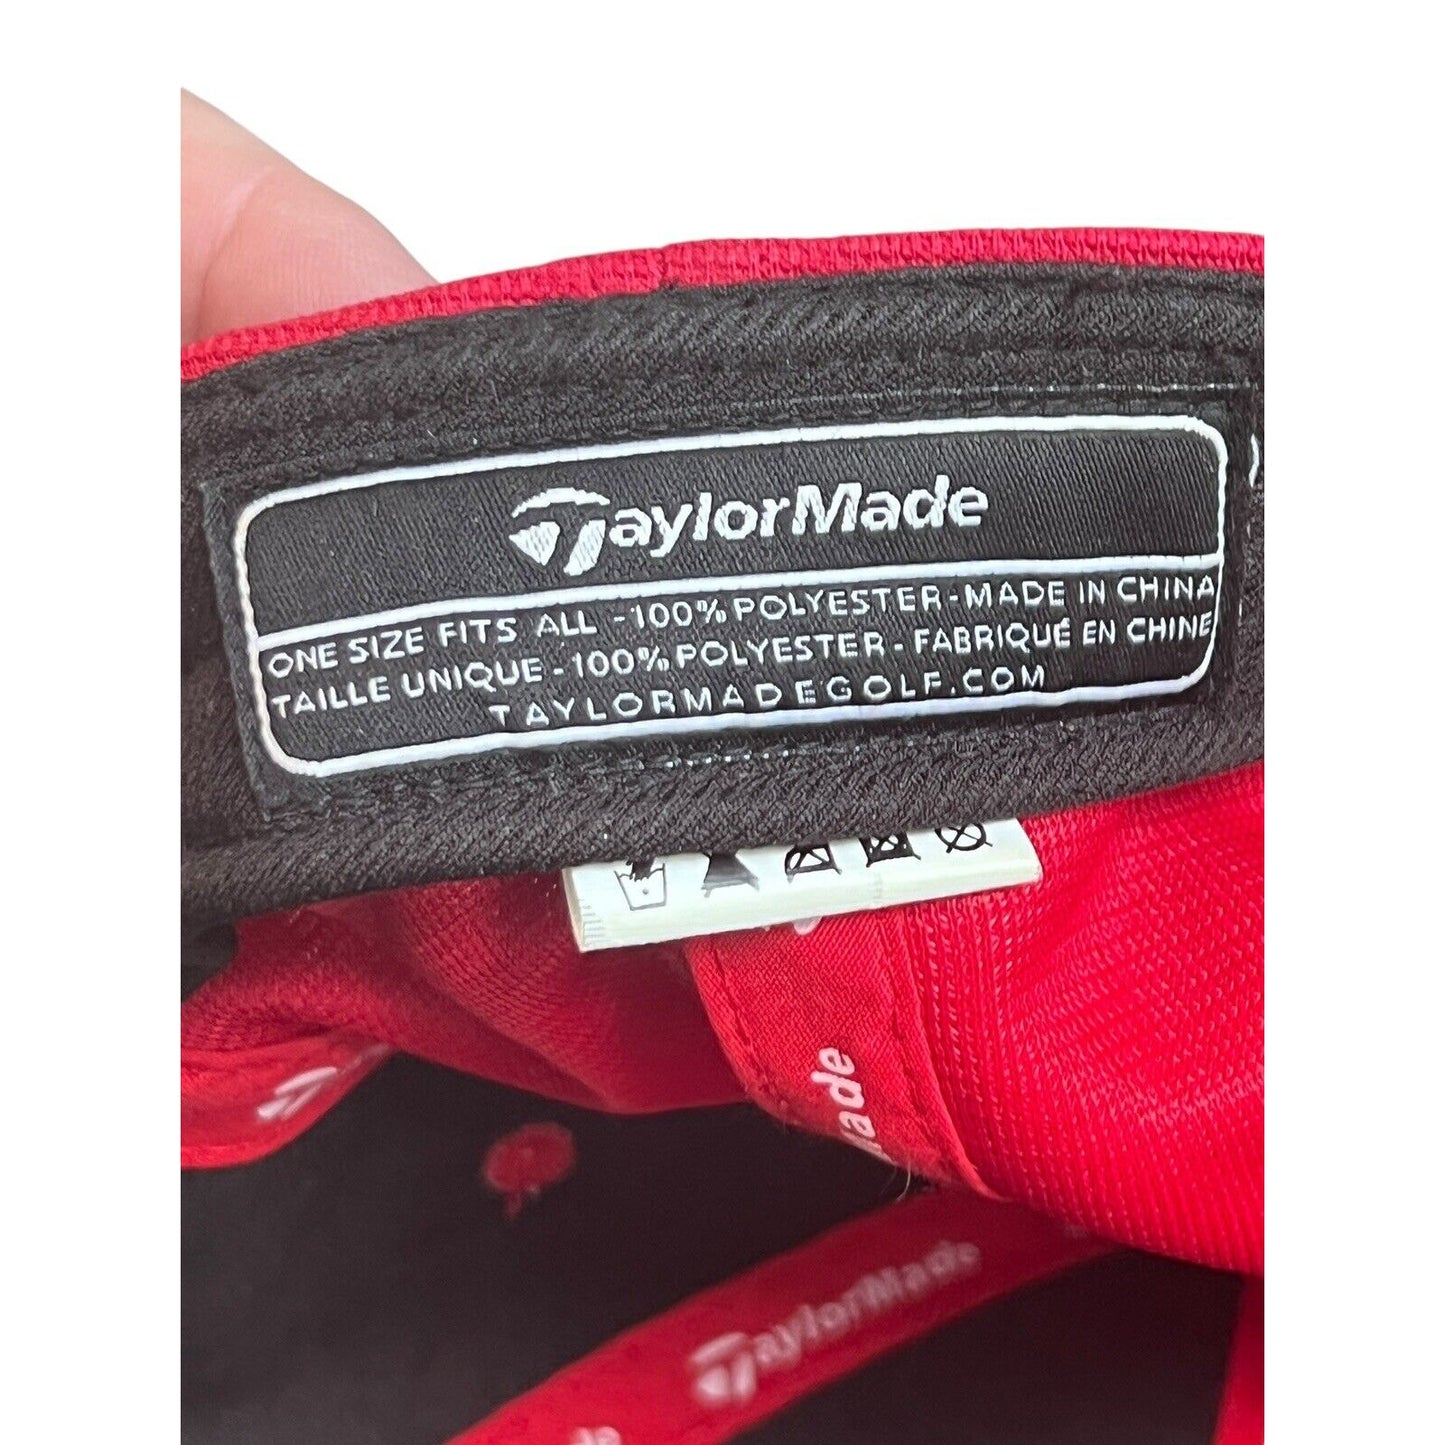 TaylorMade
ONE SIZE FITS ALL - 100% POLYESTER - MADE IN CHINA
TAILLE UNIQUE - 100% POLYESTER - FABRIQUÉ EN CHINE
TAYLORMADEGOLF.COM
ade
TaylorMade